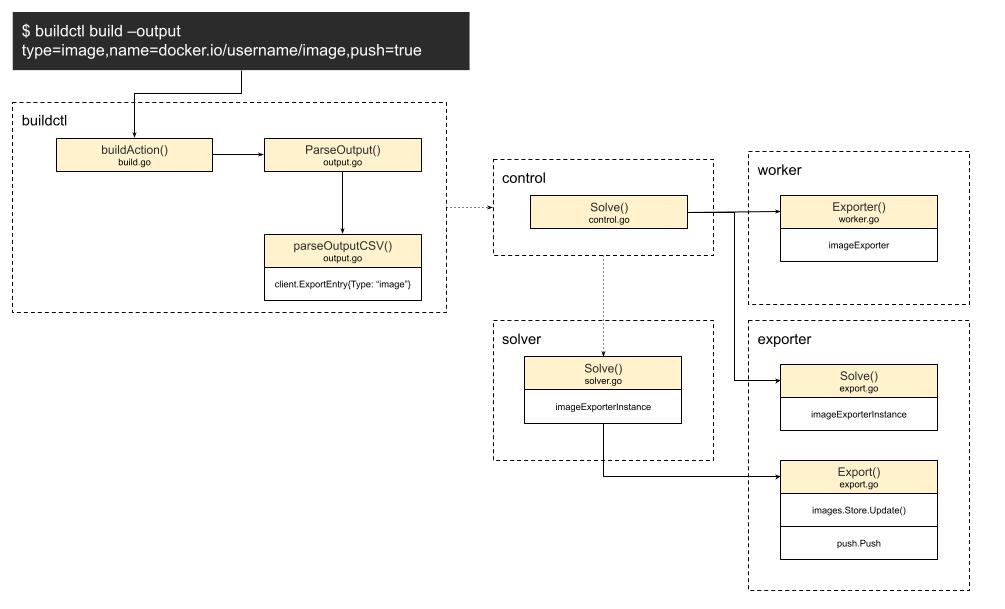 $ buildctl build –output
type=image,name=docker.io/username/image,push=true
buildctl
buildAction()
build.go
ParseOutput()
output.go
parseOutputCSV()
output.go
client.ExportEntry{Type: “image”}
control
Solve()
control.go
worker
Exporter()
worker.go
imageExporter
solver
Solve()
solver.go
imageExporterInstance
exporter
Solve()
export.go
imageExporterInstance
Export()
export.go
images.Store.Update()
push.Push